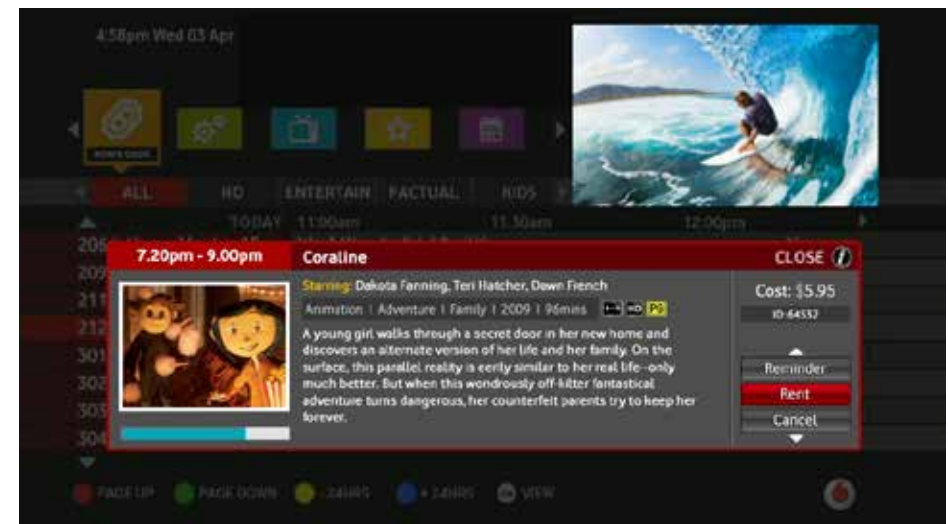 4:58pm Wed 03 Apr
ALL HD ENTERTAIN FACTUAL KIDS
TODAY 11:00am 11.30am 12:00pm
206
7.20pm - 9.00pm Coraline CLOSE i
209
Starring: Dakota Fanning, Teri Hatcher, Dawn French
Cost: $5.95
211
Animation | Adventure | Family | 2009 | 96mins HD PG
ID-64532
212
A young girl walks through a secret door in her new home and
discovers an alternate version of her life and her family. On the
301
surface, this parallel reality is eerily similar to her real life--only
Reminder
302
much better. But when this wondrously off-kilter fantastical
Rent
303
adventure turns dangerous, her counterfeit parents try to keep her
forever.
Cancel
304
PAGE UP PAGE DOWN - 24HRS + 24HRS VIEW